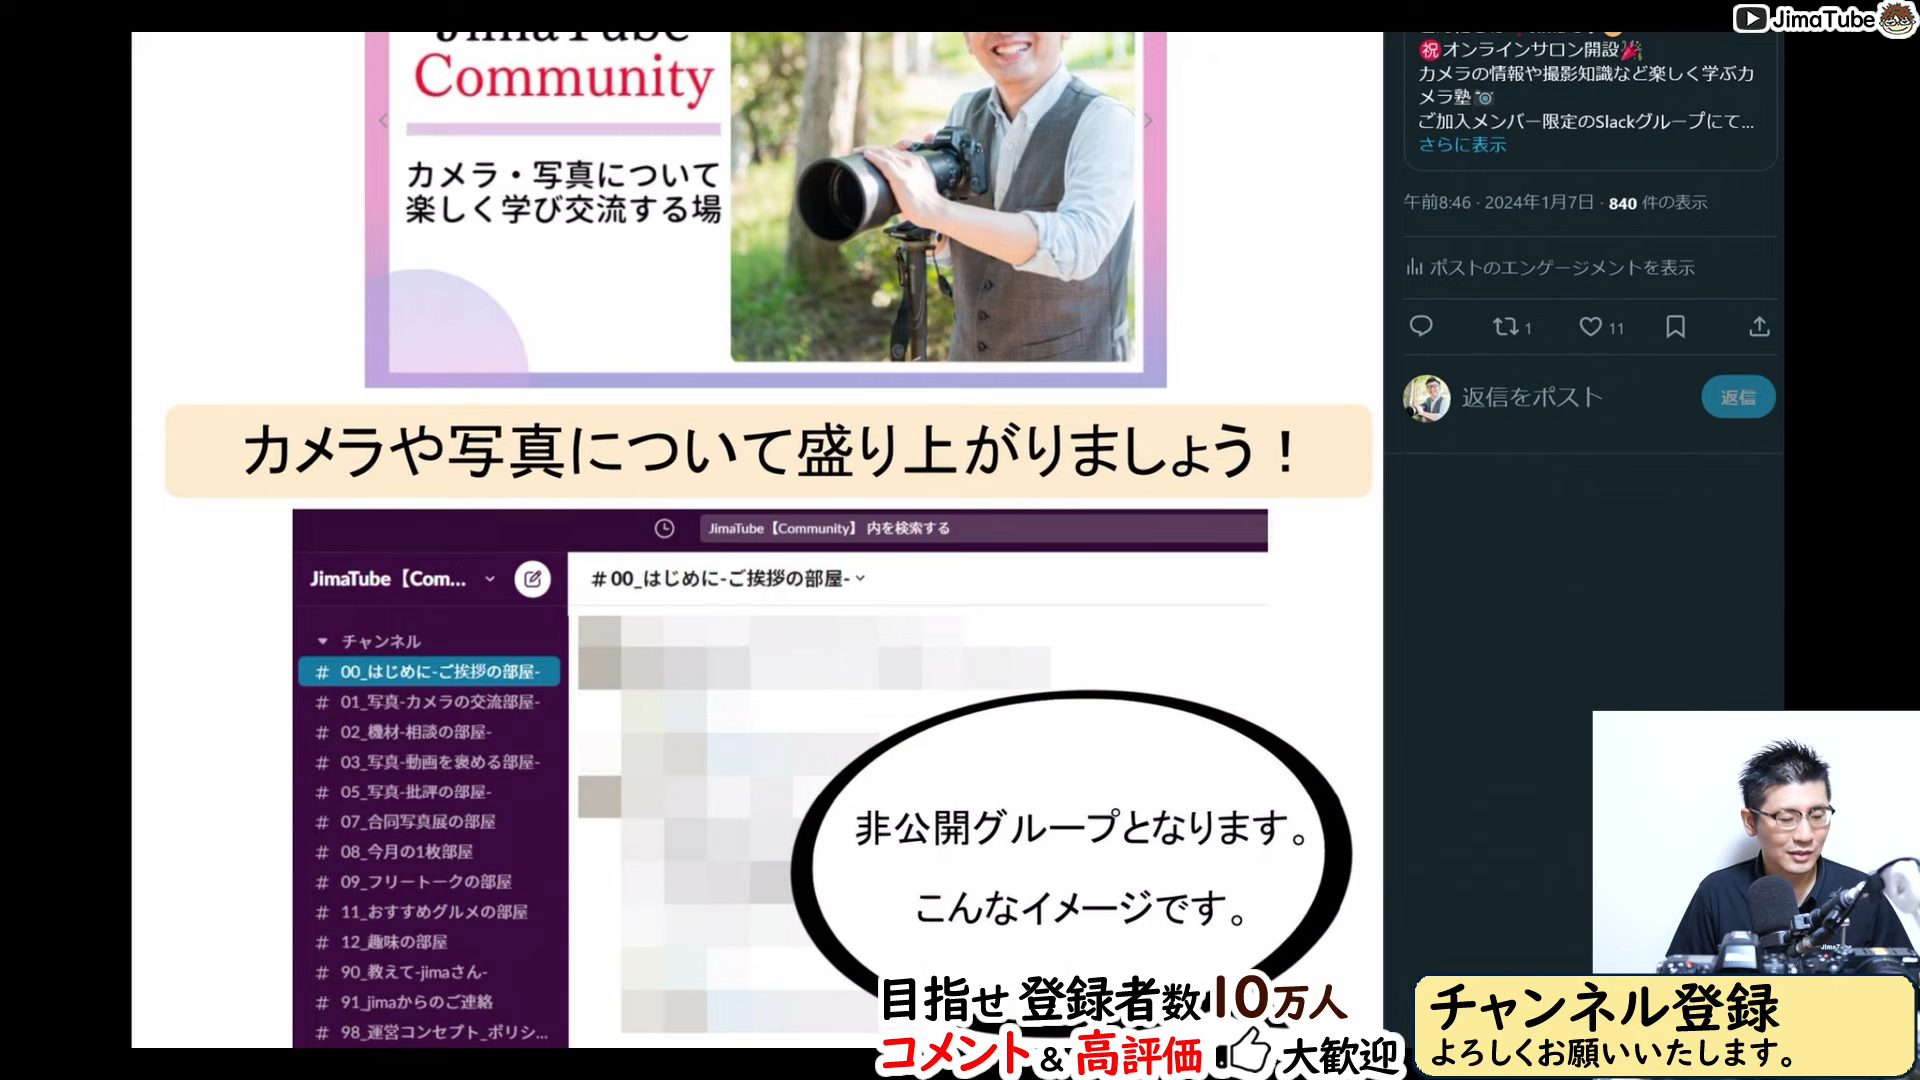 JimaTube
JimaTube
Community
カメラ・写真について
楽しく学び交流する場
㊗オンラインサロン開設
カメラの情報や撮影知識など楽しく学ぶカ
メラ塾
ご加入メンバー限定のSlackグループにて...
さらに表示
午前8:46 · 2024年1月7日 · 840 件の表示
ポストのエンゲージメントを表示
1
11
返信をポスト
返信
カメラや写真について盛り上がりましょう！
JimaTube【Community】 内を検索する
JimaTube【Com...
#00_はじめに-ご挨拶の部屋-
チャンネル
# 00_はじめに-ご挨拶の部屋-
# 01_写真-カメラの交流部屋-
# 02_機材-相談の部屋-
# 03_写真-動画を褒める部屋-
# 05_写真-批評の部屋-
# 07_合同写真展の部屋
# 08_今月の1枚部屋
# 09_フリートークの部屋
# 11_おすすめグルメの部屋
# 12_趣味の部屋
# 90_教えて-jimaさん-
# 91_jimaからのご連絡
# 98_運営コンセプト_ポリシ...
非公開グループとなります。
こんなイメージです。
JimaTube
目指せ 登録者数10万人
コメント&高評価 大歓迎
チャンネル登録
よろしくお願いいたします。